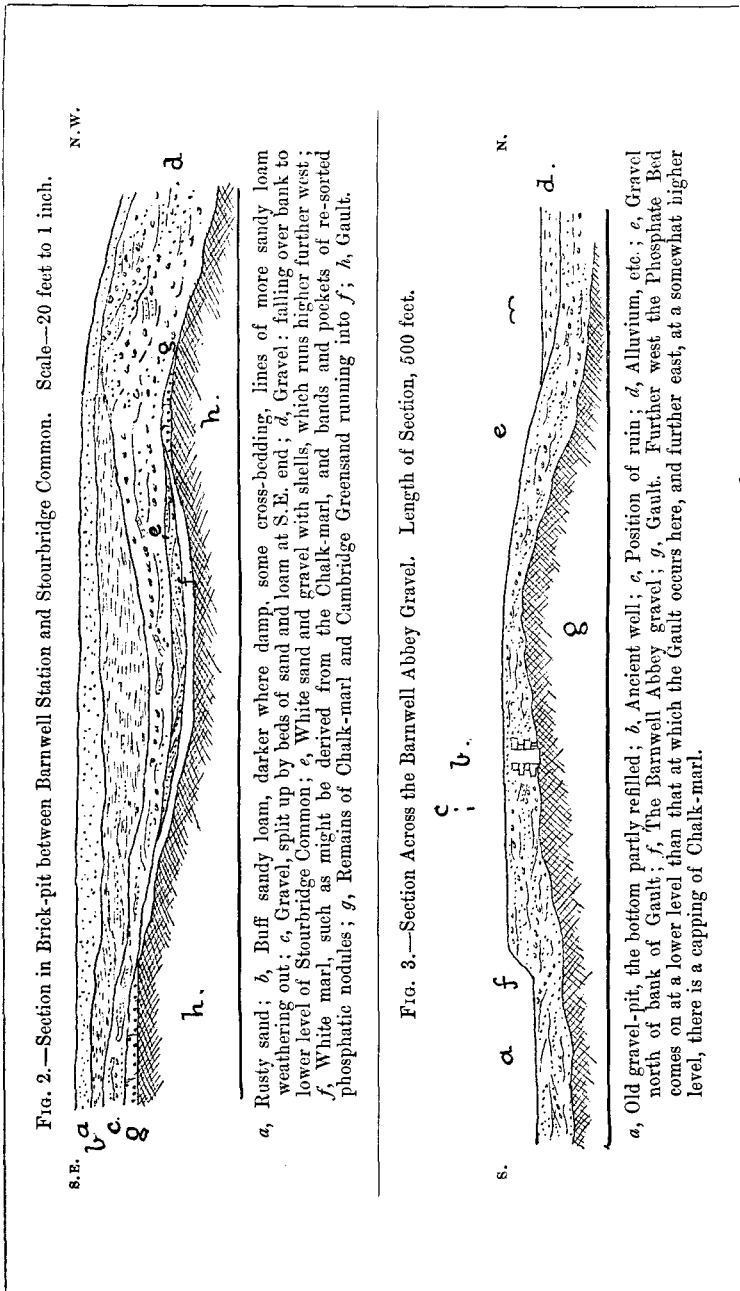 FIG. 2.—Section in Brick-pit between Barnwell Station and Stourbridge Common. Scale—20 feet to 1 inch.
S.E.
N.W.
a
b
c.
g
h.
e
f
g
h.
d
a, Rusty sand; b, Buff sandy loam, darker where damp, some cross-bedding, lines of more sandy loam
weathering out; c, Gravel, split up by beds of sand and loam at S.E. end; d, Gravel: falling over bank to
lower level of Stourbridge Common; e, White sand and gravel with shells, which runs higher further west;
f, White marl, such as might be derived from the Chalk-marl, and bands and pockets of re-sorted
phosphatic nodules; g, Remains of Chalk-marl and Cambridge Greensand running into f; h, Gault.
FIG. 3.—Section Across the Barnwell Abbey Gravel. Length of Section, 500 feet.
S.
N.
a
f
c
b.
g
e
d.
a, Old gravel-pit, the bottom partly refilled; b, Ancient well; c, Position of ruin; d, Alluvium, etc.; e, Gravel
north of bank of Gault; f, The Barnwell Abbey gravel; g, Gault. Further west the Phosphate Bed
comes on at a lower level than that at which the Gault occurs here, and further east, at a somewhat higher
level, there is a capping of Chalk-marl.